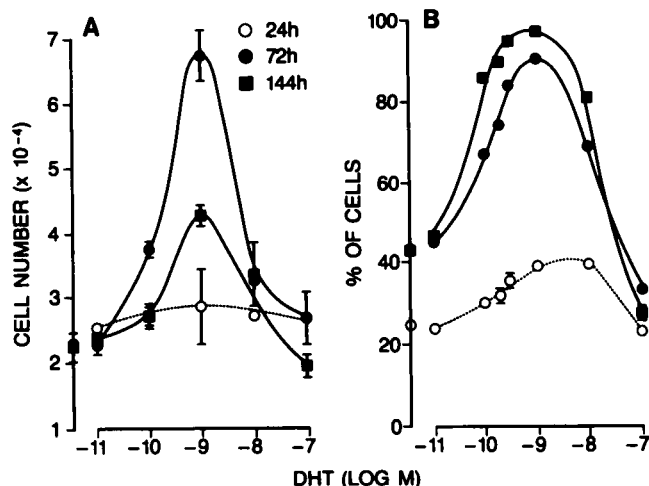 A
24h
72h
144h
CELL NUMBER (x 10⁻⁴)
7
6
5
4
3
2
1
-11
-10
-9
-8
-7
B
% OF CELLS
100
80
60
40
20
0
-11
-10
-9
-8
-7
DHT (LOG M)